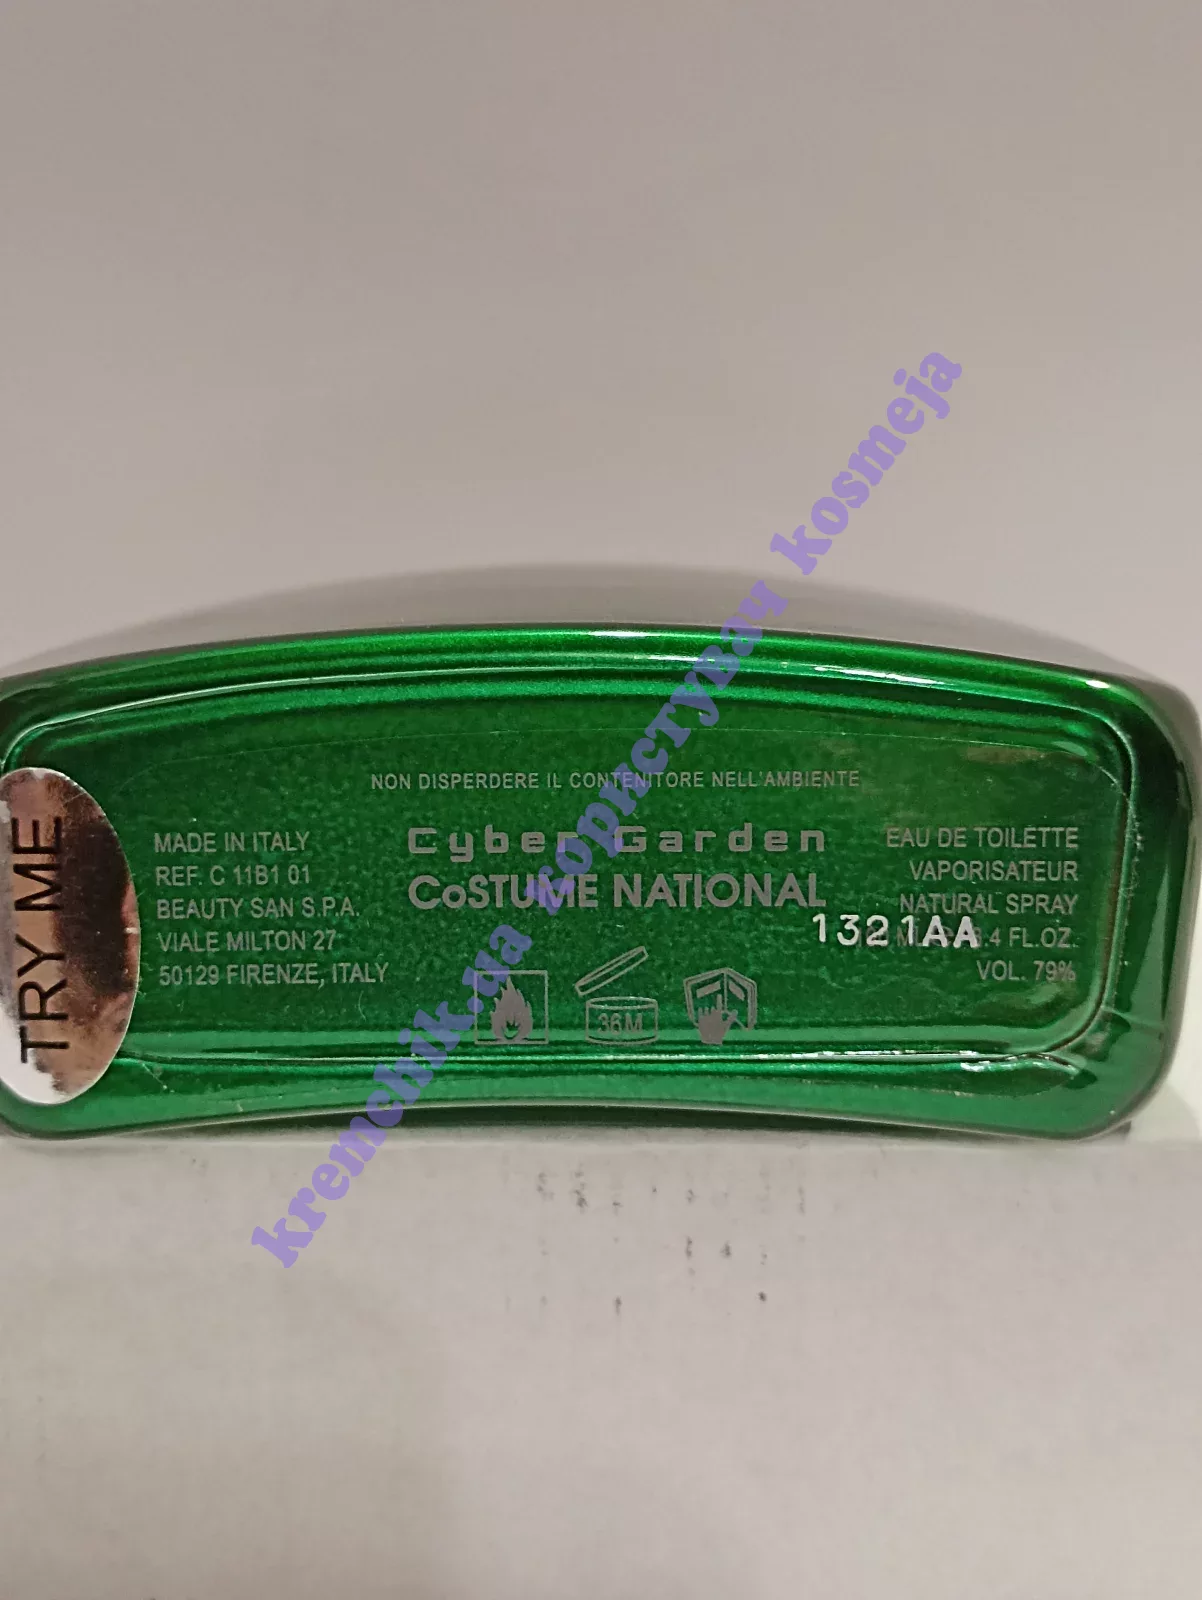 NON DISPERDERE IL CONTENITORE NELL'AMBIENTE
TRY ME
MADE IN ITALY
REF. C 11B1 01
BEAUTY SAN S.P.A.
VIALE MILTON 27
50129 FIRENZE, ITALY
Cyber Garden
CoSTUME NATIONAL
36M
EAU DE TOILETTE
VAPORISATEUR
NATURAL SPRAY
3.4 FL.OZ.
VOL. 79%
1321AA
kremchik.ua користувач kosmeja